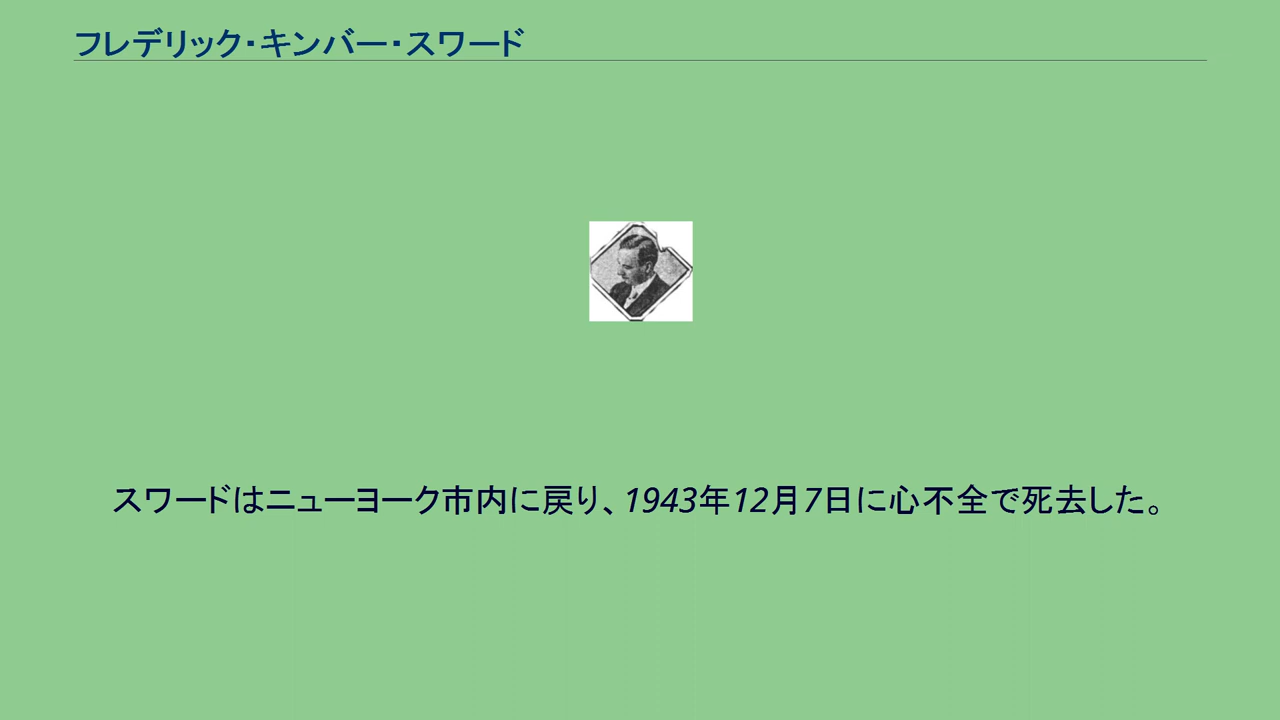 フレデリック・キンバー・スワード
スワードはニューヨーク市内に戻り、1943年12月7日に心不全で死去した。